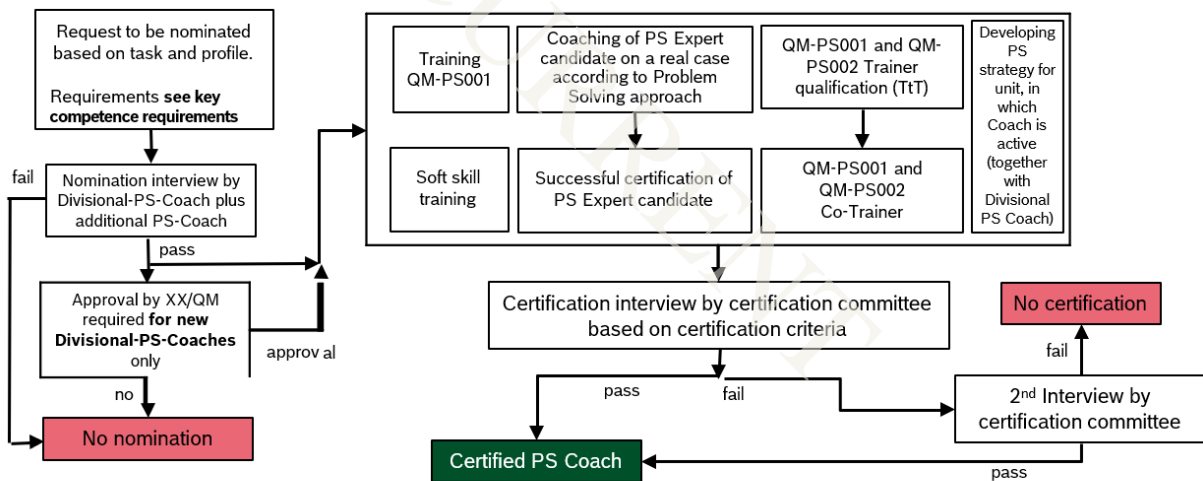 Request to be nominated
based on task and profile.
Requirements see key
competence requirements
fail
Nomination interview by
Divisional-PS-Coach plus
additional PS-Coach
pass
Approval by XX/QM
required for new
Divisional-PS-Coaches
only
approval
no
No nomination
Training
QM-PS001
Soft skill
training
Coaching of PS Expert
candidate on a real case
according to Problem
Solving approach
Successful certification of
PS Expert candidate
QM-PS001 and QM-
PS002 Trainer
qualification (TtT)
QM-PS001 and
QM-PS002
Co-Trainer
Developing
PS
strategy for
unit, in
which
Coach is
active
(together
with
Divisional
PS Coach)
Certification interview by certification committee
based on certification criteria
pass
fail
No certification
fail
2nd Interview by
certification committee
pass
Certified PS Coach